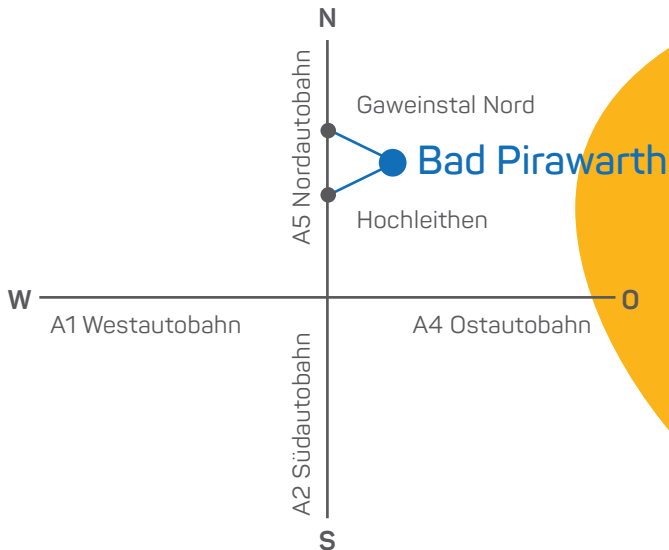 N
A5 Nordautobahn
Gaweinstal Nord
Bad Pirawarth
Hochleithen
W
O
A1 Westautobahn
A4 Ostautobahn
A2 Südautobahn
S